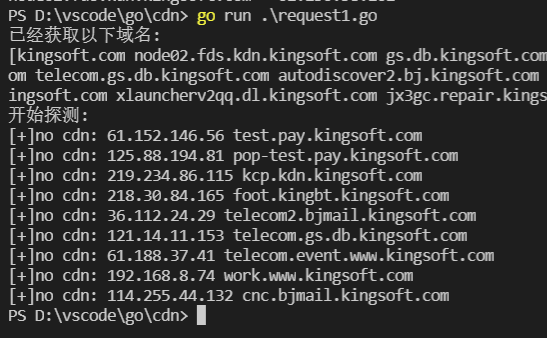 PS D:\vscode\go\cdn> go run .\request1.go
已经获取以下域名:
[kingsoft.com node02.fds.kdn.kingsoft.com gs.db.kingsoft.com
om telecom.gs.db.kingsoft.com autodiscover2.bj.kingsoft.com
ingsoft.com xlauncherv2qq.dl.kingsoft.com jx3gc.repair.kings
开始探测:
[+]no cdn: 61.152.146.56 test.pay.kingsoft.com
[+]no cdn: 125.88.194.81 pop-test.pay.kingsoft.com
[+]no cdn: 219.234.86.115 kcp.kdn.kingsoft.com
[+]no cdn: 218.30.84.165 foot.kingbt.kingsoft.com
[+]no cdn: 36.112.24.29 telecom2.bjmail.kingsoft.com
[+]no cdn: 121.14.11.153 telecom.gs.db.kingsoft.com
[+]no cdn: 61.188.37.41 telecom.event.www.kingsoft.com
[+]no cdn: 192.168.8.74 work.www.kingsoft.com
[+]no cdn: 114.255.44.132 cnc.bjmail.kingsoft.com
PS D:\vscode\go\cdn>